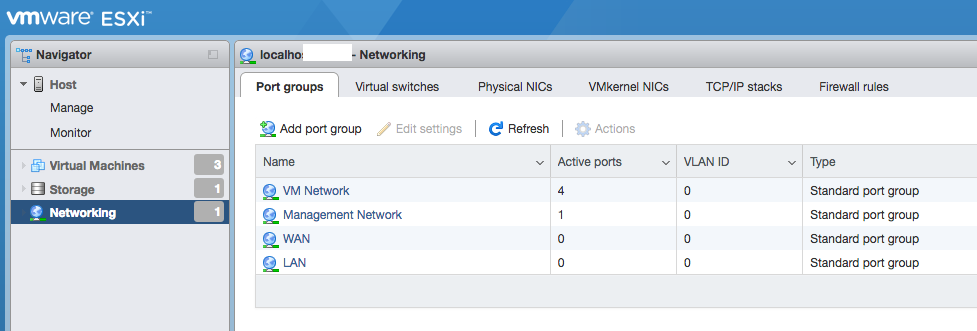 vmware® ESXi™
Navigator
Host
Manage
Monitor
Virtual Machines 3
Storage 1
Networking 1
localhos - Networking
Port groups Virtual switches Physical NICs VMkernel NICs TCP/IP stacks Firewall rules
Add port group Edit settings Refresh Actions
Name Active ports VLAN ID Type
VM Network 4 0 Standard port group
Management Network 1 0 Standard port group
WAN 0 0 Standard port group
LAN 0 0 Standard port group